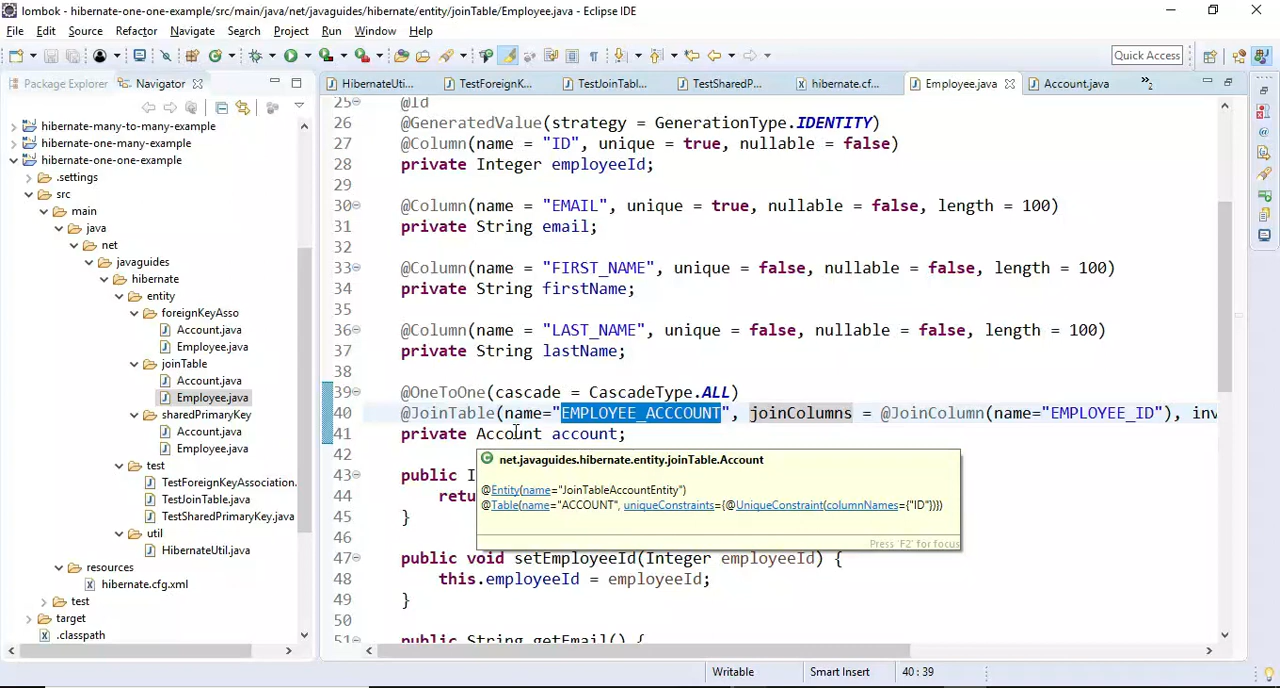 lombok - hibernate-one-one-example/src/main/java/net/javaguides/hibernate/entity/joinTable/Employee.java - Eclipse IDE
File Edit Source Refactor Navigate Search Project Run Window Help
Quick Access
Package Explorer Navigator
HibernateUti... TestForeignK... TestJoinTabl... TestSharedP... hibernate.cf... Employee.java Account.java »2
hibernate-many-to-many-example
hibernate-one-many-example
hibernate-one-one-example
.settings
src
main
java
net
javaguides
hibernate
entity
foreignKeyAsso
Account.java
Employee.java
joinTable
Account.java
Employee.java
sharedPrimaryKey
Account.java
Employee.java
test
TestForeignKeyAssociation.
TestJoinTable.java
TestSharedPrimaryKey.java
util
HibernateUtil.java
resources
hibernate.cfg.xml
test
target
.classpath
25 @Id
26 @GeneratedValue(strategy = GenerationType.IDENTITY)
27 @Column(name = "ID", unique = true, nullable = false)
28 private Integer employeeId;
29
30 @Column(name = "EMAIL", unique = true, nullable = false, length = 100)
31 private String email;
32
33 @Column(name = "FIRST_NAME", unique = false, nullable = false, length = 100)
34 private String firstName;
35
36 @Column(name = "LAST_NAME", unique = false, nullable = false, length = 100)
37 private String lastName;
38
39 @OneToOne(cascade = CascadeType.ALL)
40 @JoinTable(name="EMPLOYEE_ACCCOUNT", joinColumns = @JoinColumn(name="EMPLOYEE_ID"), inv
41 private Account account;
42
43 public I
44 retu
45 }
46
47 public void setEmployeeId(Integer employeeId) {
48 this.employeeId = employeeId;
49 }
50
51 public String getEmail() {
net.javaguides.hibernate.entity.joinTable.Account
@Entity(name="JoinTableAccountEntity")
@Table(name="ACCOUNT", uniqueConstraints={@UniqueConstraint(columnNames={"ID"})})
Press 'F2' for focus
Writable Smart Insert 40 : 39